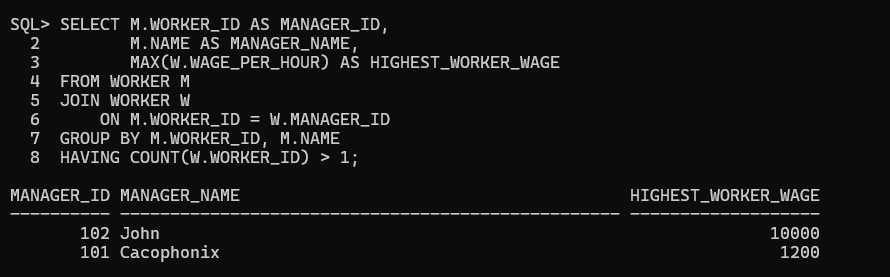 SQL> SELECT M.WORKER_ID AS MANAGER_ID,
  2         M.NAME AS MANAGER_NAME,
  3         MAX(W.WAGE_PER_HOUR) AS HIGHEST_WORKER_WAGE
  4  FROM WORKER M
  5  JOIN WORKER W
  6      ON M.WORKER_ID = W.MANAGER_ID
  7  GROUP BY M.WORKER_ID, M.NAME
  8  HAVING COUNT(W.WORKER_ID) > 1;

MANAGER_ID MANAGER_NAME                                       HIGHEST_WORKER_WAGE
---------- -------------------------------------------------- -------------------
       102 John                                                             10000
       101 Cacophonix                                                        1200